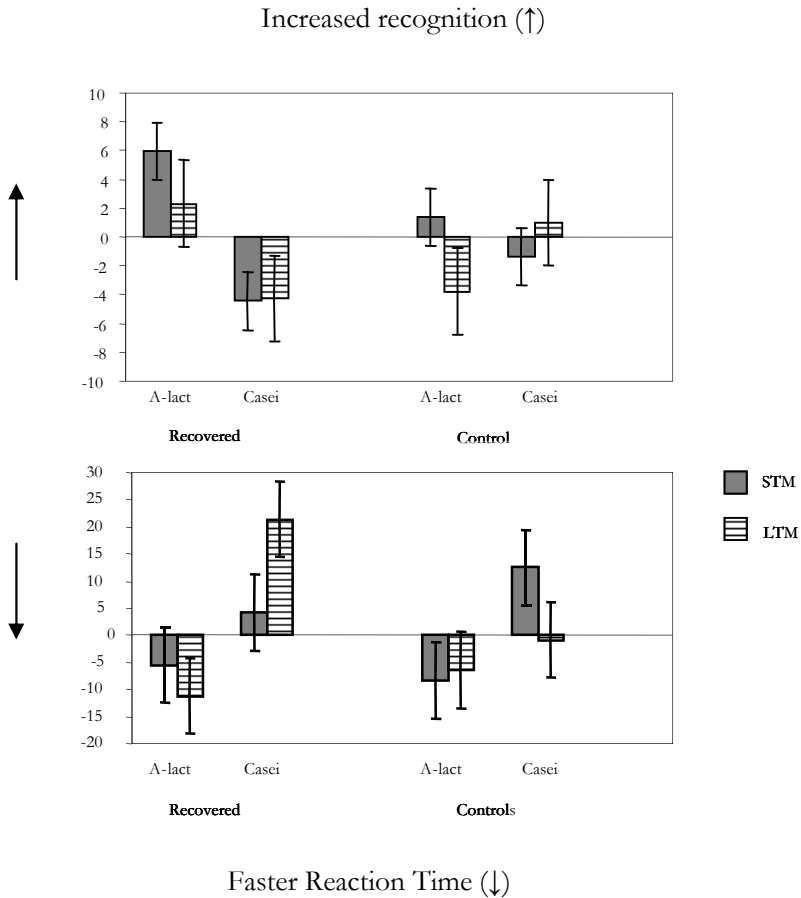 Increased recognition (↑)
10
8
6
4
2
0
-2
-4
-6
-8
-10
A-lact Casei A-lact Casei
Recovered Control
30
25
20
15
10
5
0
-5
-10
-15
-20
STM
LTM
A-lact Casei A-lact Casei
Recovered Controls
Faster Reaction Time (↓)